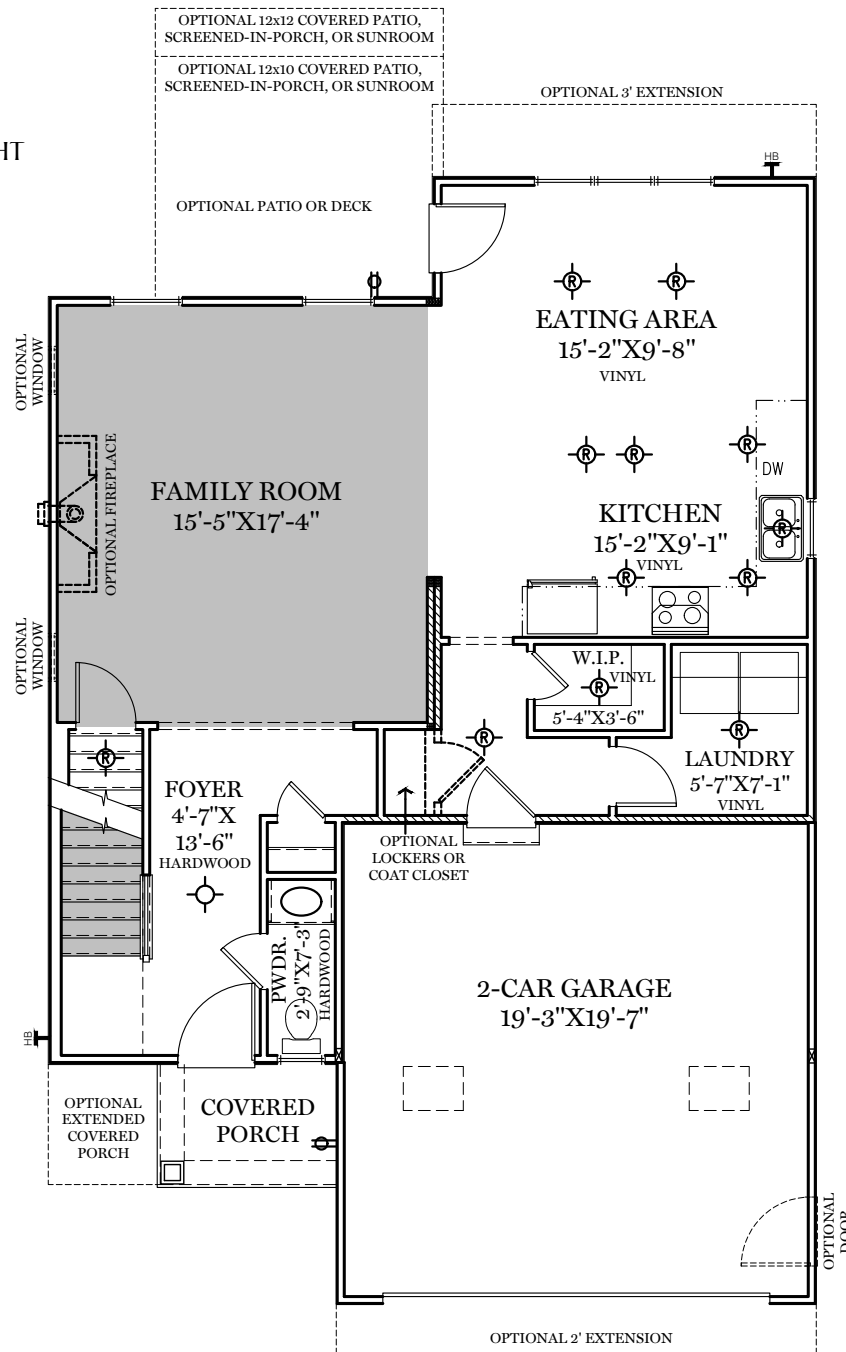 OPTIONAL 12x12 COVERED PATIO,
SCREENED-IN-PORCH, OR SUNROOM
OPTIONAL 12x10 COVERED PATIO,
SCREENED-IN-PORCH, OR SUNROOM
OPTIONAL 3' EXTENSION
HT
HB
OPTIONAL PATIO OR DECK
R
R
EATING AREA
15'-2"X9'-8"
VINYL
OPTIONAL
WINDOW
OPTIONAL FIREPLACE
FAMILY ROOM
15'-5"X17'-4"
R
R
R
DW
KITCHEN
15'-2"X9'-1"
VINYL
R
R
R
OPTIONAL
WINDOW
W.I.P.
VINYL
R
5'-4"X3'-6"
R
R
R
LAUNDRY
5'-7"X7'-1"
VINYL
FOYER
4'-7"X
13'-6"
HARDWOOD
OPTIONAL
LOCKERS OR
COAT CLOSET
PWDR.
2'-9"X7'-3"
HARDWOOD
2-CAR GARAGE
19'-3"X19'-7"
HB
OPTIONAL
EXTENDED
COVERED
PORCH
COVERED
PORCH
OPTIONAL
DOOR
OPTIONAL 2' EXTENSION